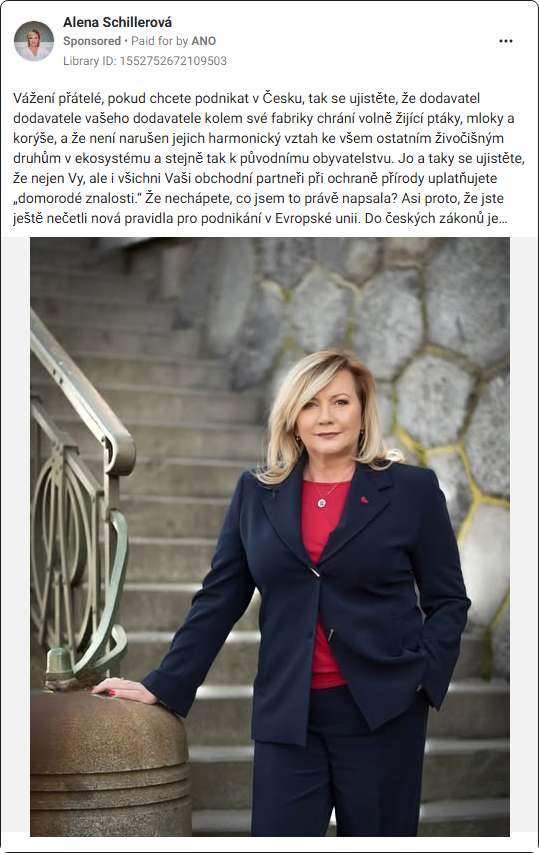 Alena Schillerová
Sponsored • Paid for by ANO
Library ID: 1552752672109503
Vážení přátelé, pokud chcete podnikat v Česku, tak se ujistěte, že dodavatel
dodavatele vašeho dodavatele kolem své fabriky chrání volně žijící ptáky, mloky a
korýše, a že není narušen jejich harmonický vztah ke všem ostatním živočišným
druhům v ekosystému a stejně tak k původnímu obyvatelstvu. Jo a taky se ujistěte,
že nejen Vy, ale i všichni Vaši obchodní partneři při ochraně přírody uplatňujete
„domorodé znalosti.“ Že nechápete, co jsem to právě napsala? Asi proto, že jste
ještě nečetli nová pravidla pro podnikání v Evropské unii. Do českých zákonů je...